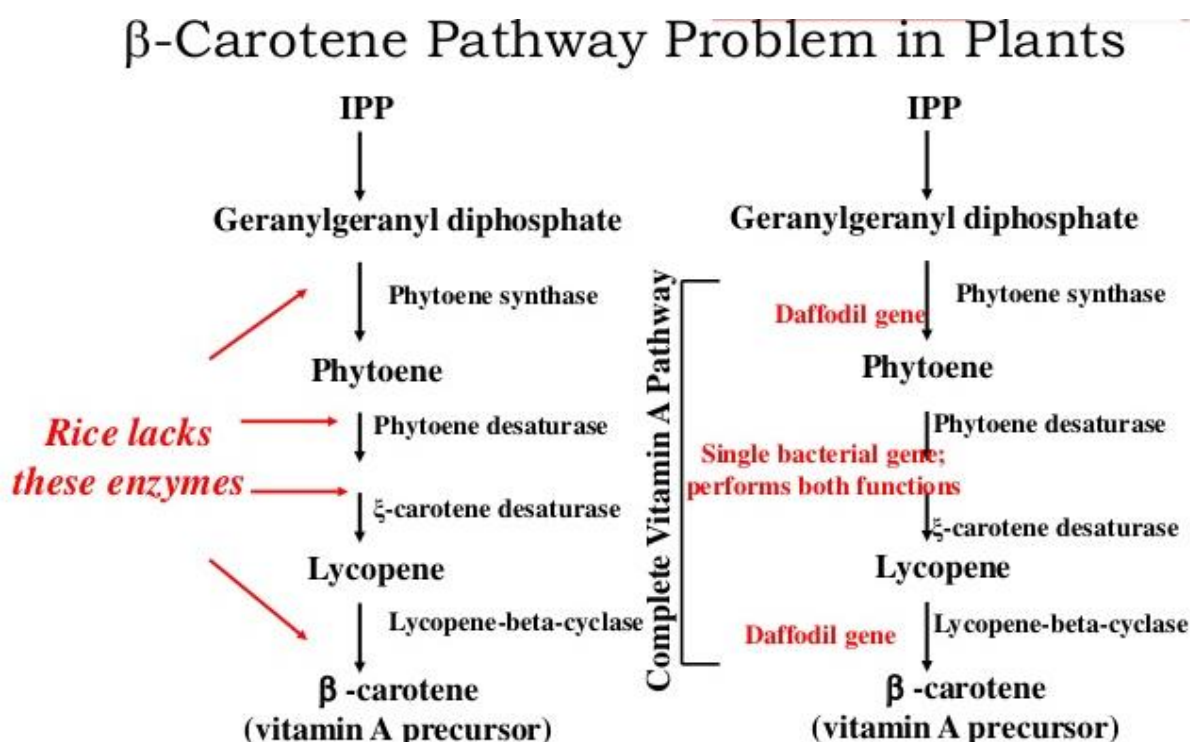 β-Carotene Pathway Problem in Plants
IPP
Geranylgeranyl diphosphate
Phytoene synthase
Phytoene
Rice lacks
these enzymes
Phytoene desaturase
ξ-carotene desaturase
Lycopene
Lycopene-beta-cyclase
β -carotene
(vitamin A precursor)
Complete Vitamin A Pathway
IPP
Geranylgeranyl diphosphate
Phytoene synthase
Daffodil gene
Phytoene
Phytoene desaturase
Single bacterial gene;
performs both functions
ξ-carotene desaturase
Lycopene
Daffodil gene
Lycopene-beta-cyclase
β -carotene
(vitamin A precursor)